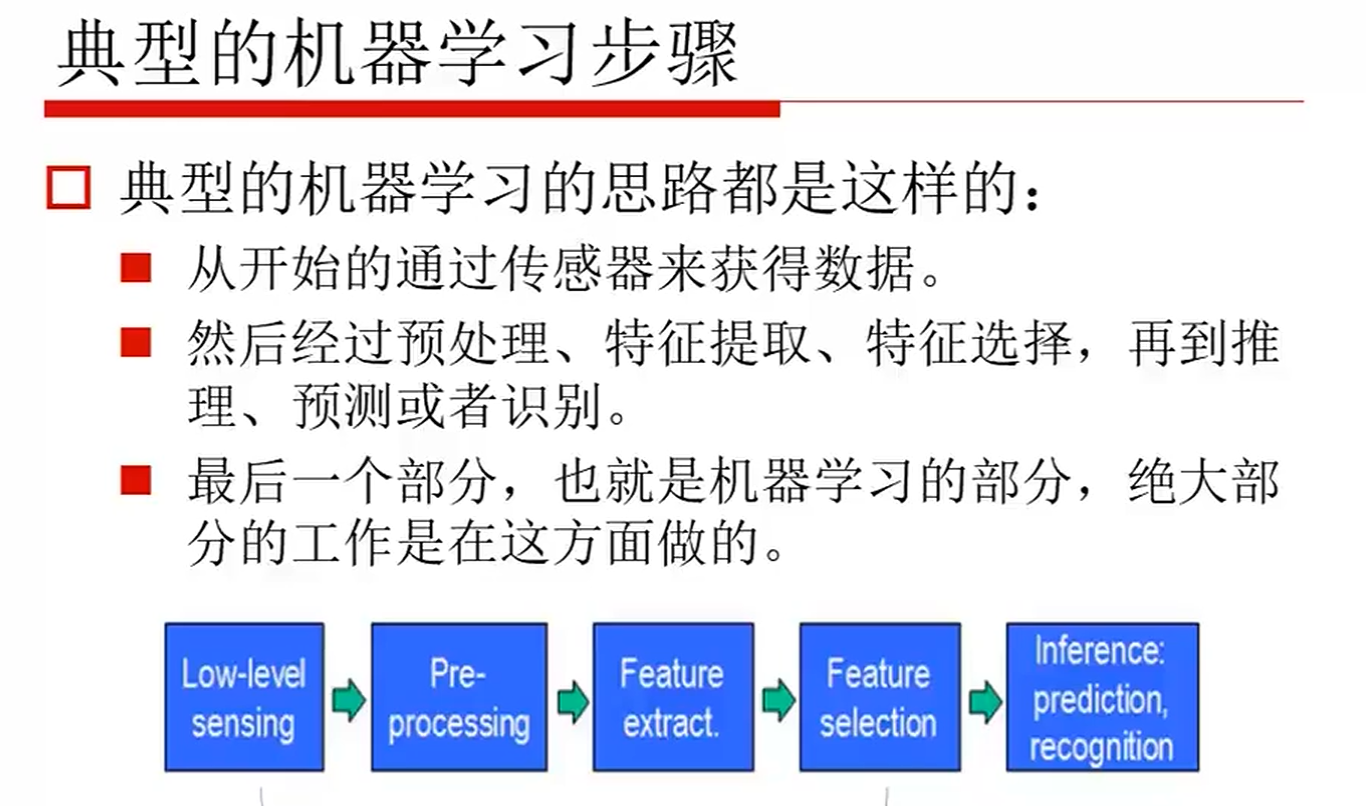 典型的机器学习步骤
典型的机器学习的思路都是这样的：
从开始的通过传感器来获得数据。
然后经过预处理、特征提取、特征选择，再到推
理、预测或者识别。
最后一个部分，也就是机器学习的部分，绝大部
分的工作是在这方面做的。
Low-level
sensing
Pre-
processing
Feature
extract.
Feature
selection
Inference:
prediction,
recognition